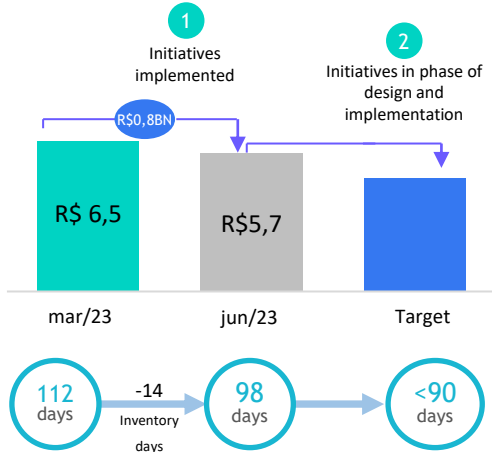 1
Initiatives
implemented
2
Initiatives in phase of
design and
implementation
R$0,8BN
R$ 6,5
R$5,7
mar/23
jun/23
Target
112
days
-14
Inventory
days
98
days
<90
days